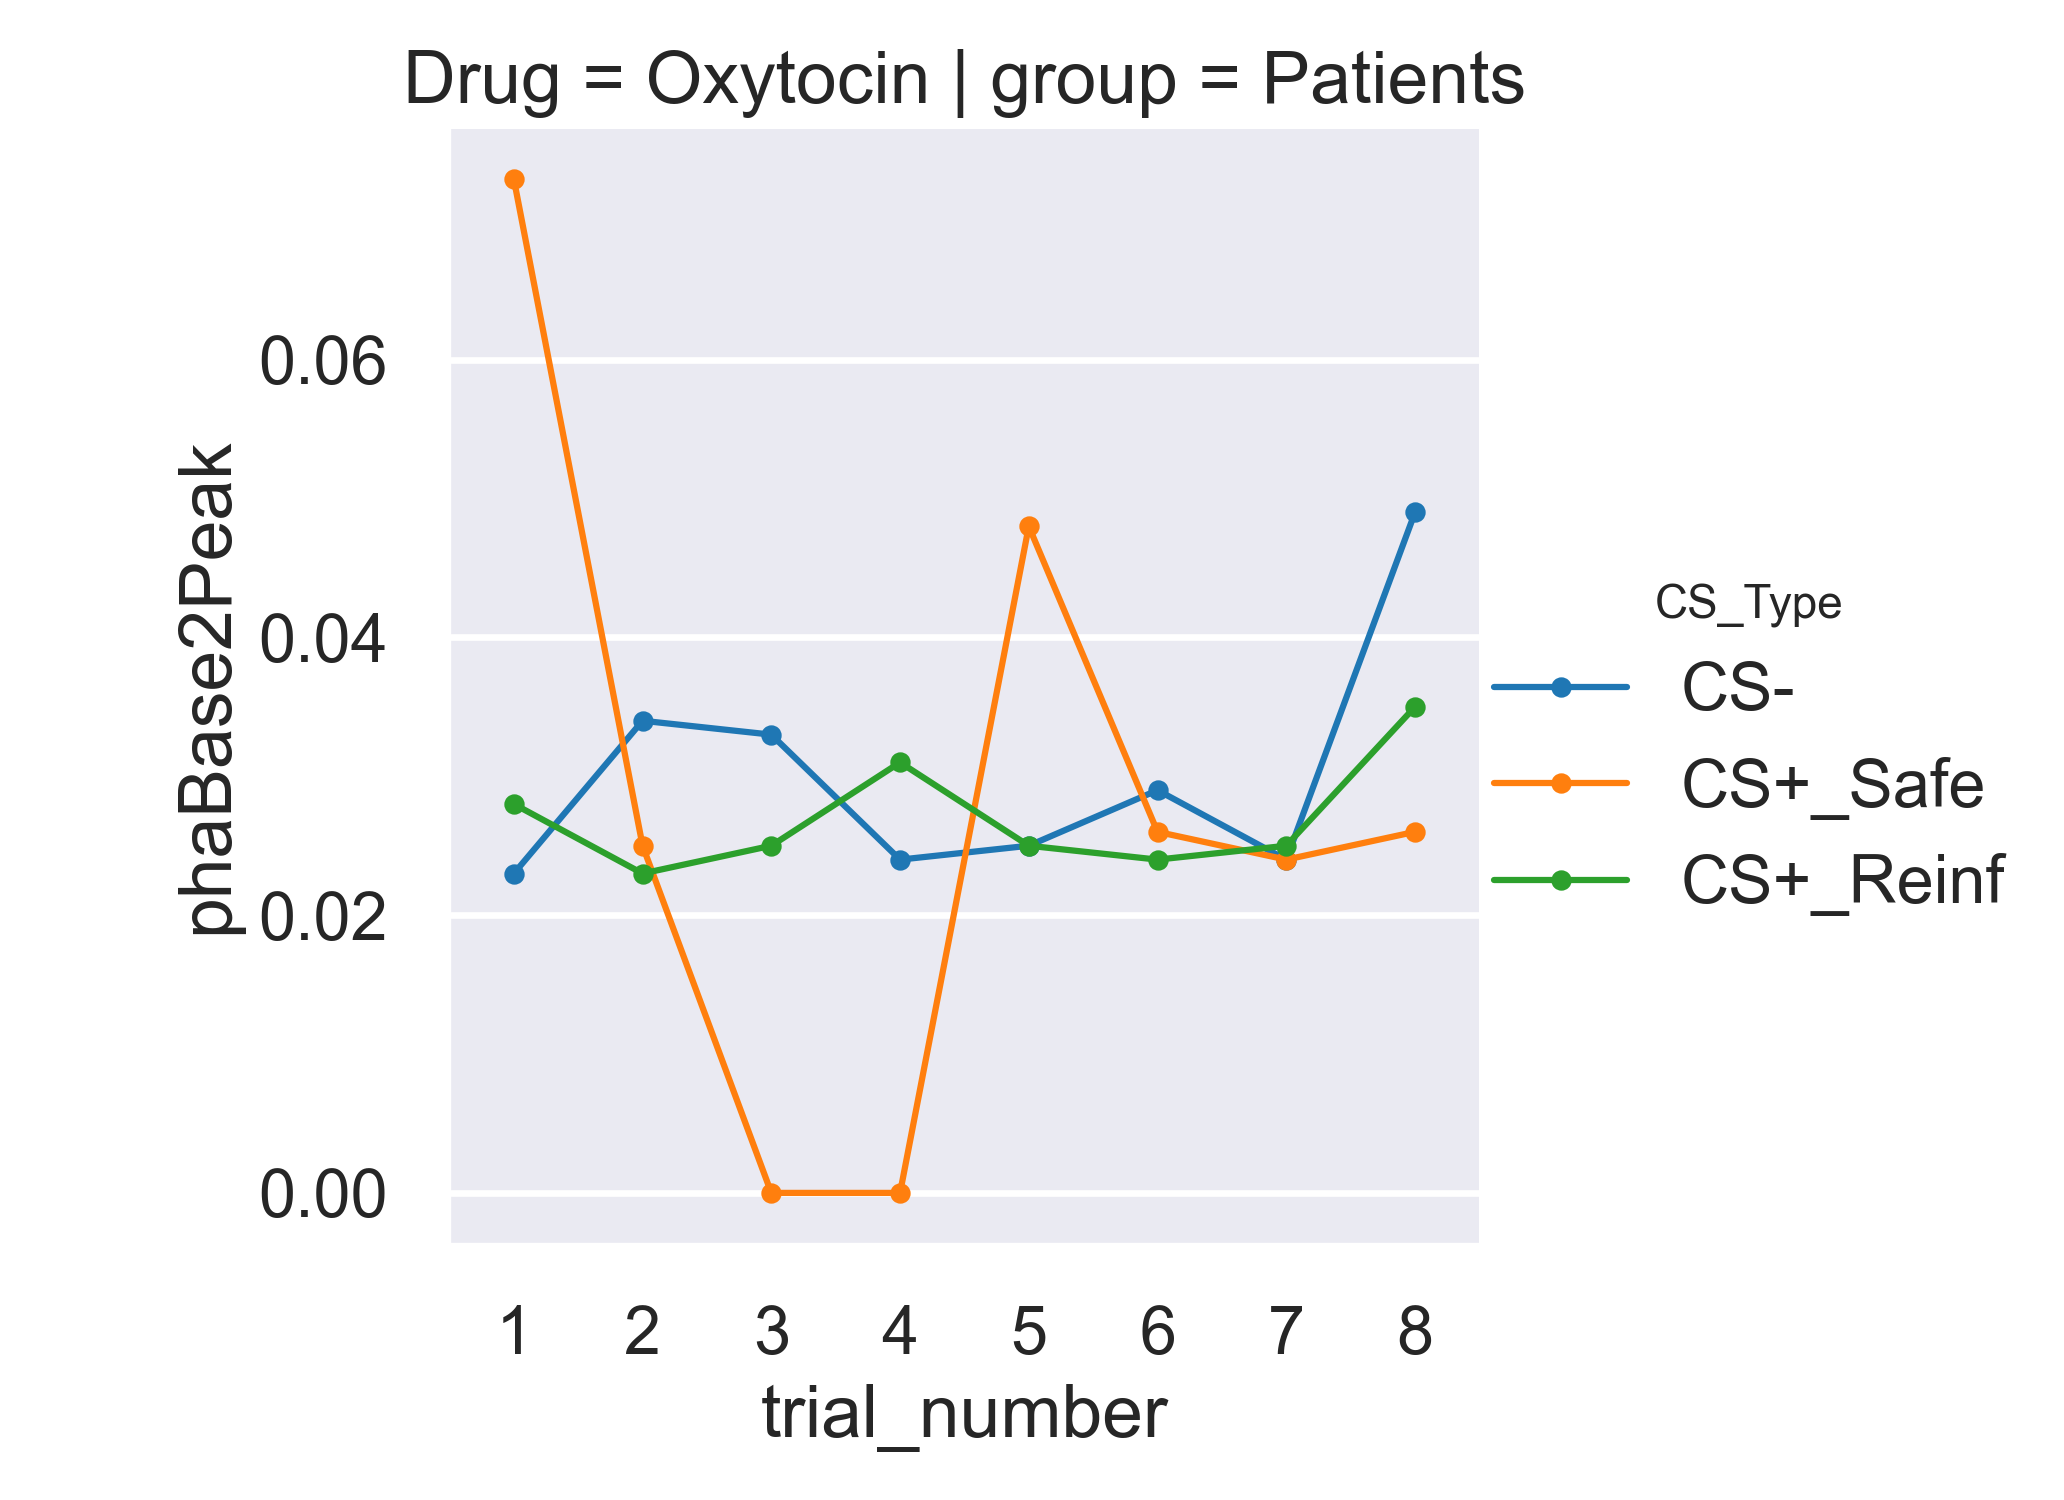 Drug = Oxytocin | group = Patients
phaBase2Peak
0.06
0.04
0.02
0.00
1 2 3 4 5 6 7 8
trial_number
CS_Type
CS-
CS+_Safe
CS+_Reinf